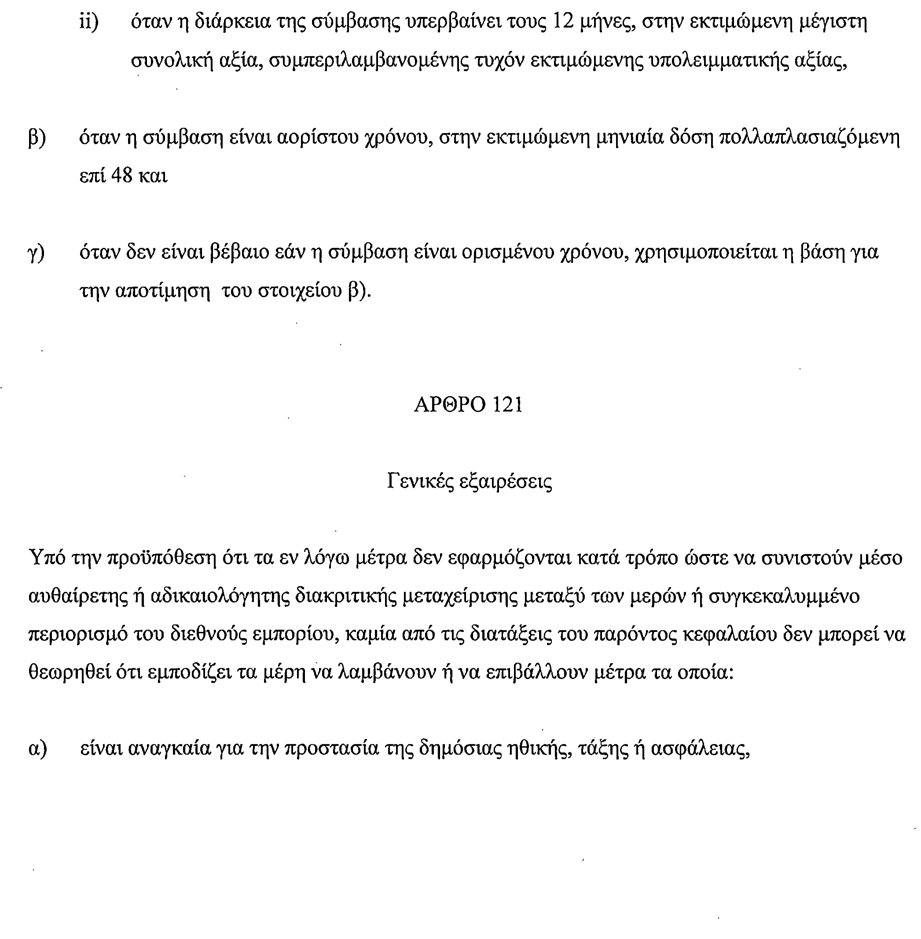 ii) όταν η διάρκεια της σύμβασης υπερβαίνει τους 12 μήνες, στην εκτιμώμενη μέγιστη
συνολική αξία, συμπεριλαμβανομένης τυχόν εκτιμώμενης υπολειμματικής αξίας,
β) όταν η σύμβαση είναι αορίστου χρόνου, στην εκτιμώμενη μηνιαία δόση πολλαπλασιαζόμενη
επί 48 και
γ) όταν δεν είναι βέβαιο εάν η σύμβαση είναι ορισμένου χρόνου, χρησιμοποιείται η βάση για
την αποτίμηση του στοιχείου β).
ΑΡΘΡΟ 121
Γενικές εξαιρέσεις
Υπό την προϋπόθεση ότι τα εν λόγω μέτρα δεν εφαρμόζονται κατά τρόπο ώστε να συνιστούν μέσο
αυθαίρετης ή αδικαιολόγητης διακριτικής μεταχείρισης μεταξύ των μερών ή συγκεκαλυμμένο
περιορισμό του διεθνούς εμπορίου, καμία από τις διατάξεις του παρόντος κεφαλαίου δεν μπορεί να
θεωρηθεί ότι εμποδίζει τα μέρη να λαμβάνουν ή να επιβάλλουν μέτρα τα οποία:
α) είναι αναγκαία για την προστασία της δημόσιας ηθικής, τάξης ή ασφάλειας,